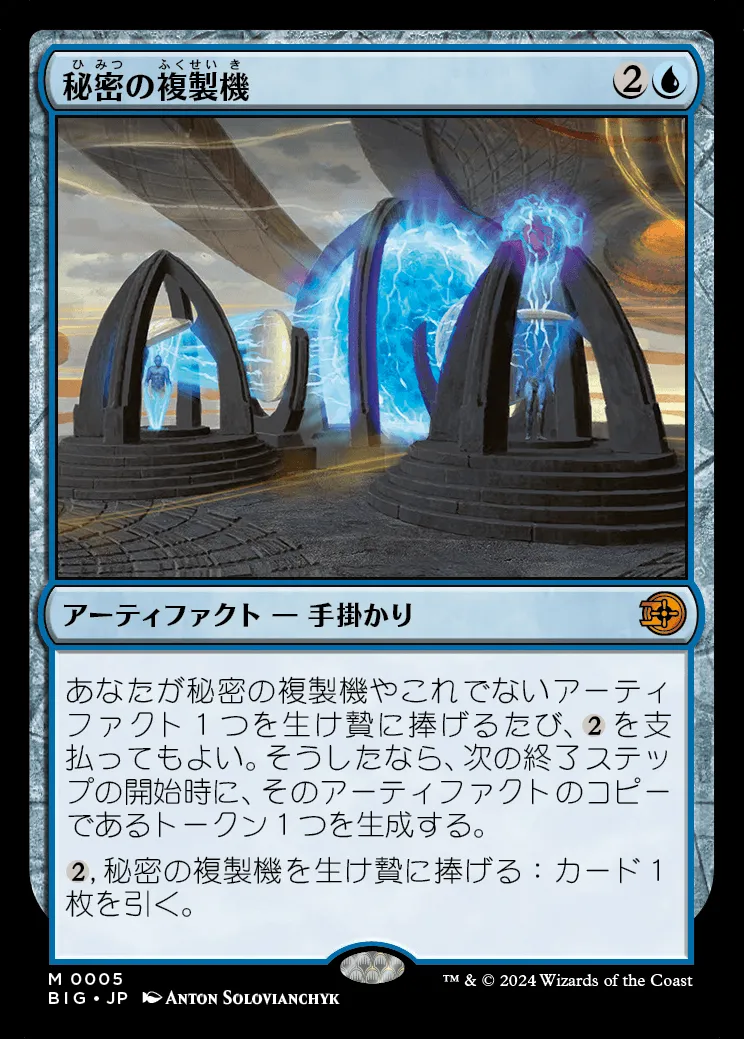 ひみつ ふくせいき
秘密の複製機 2
アーティファクト — 手掛かり
あなたが秘密の複製機やこれでないアーティ
ファクト１つを生け贄に捧げるたび、2を支
払ってもよい。そうしたなら、次の終了ステッ
プの開始時に、そのアーティファクトのコピー
であるトークン１つを生成する。
2, 秘密の複製機を生け贄に捧げる：カード１
枚を引く。
M 0005
BIG • JP Anton Solovianchyk
™ & © 2024 Wizards of the Coast